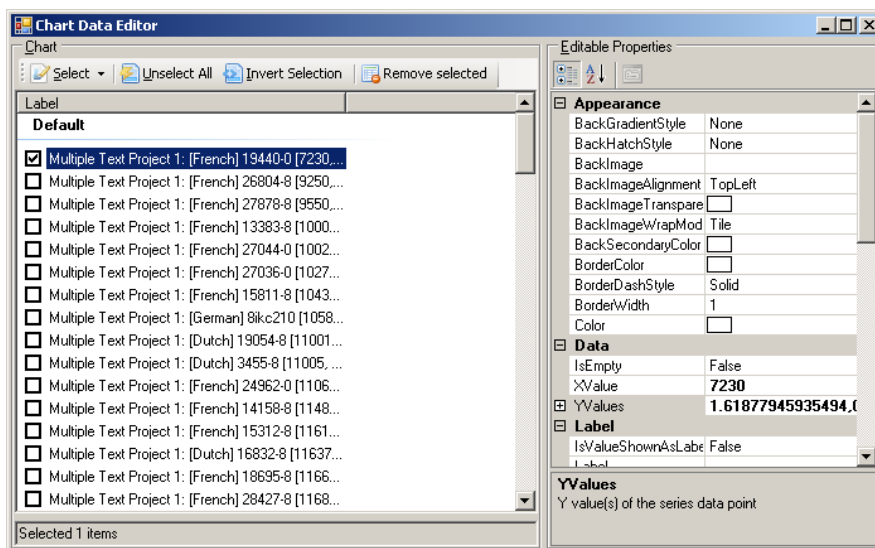 Chart Data Editor
Chart
Select Unselect All Invert Selection Remove selected
Label
Default
Multiple Text Project 1: [French] 19440-0 [7230,...
Multiple Text Project 1: [French] 26804-8 [9250,...
Multiple Text Project 1: [French] 27878-8 [9550,...
Multiple Text Project 1: [French] 13383-8 [1000...
Multiple Text Project 1: [French] 27044-0 [1002...
Multiple Text Project 1: [French] 27036-0 [1027...
Multiple Text Project 1: [French] 15811-8 [1043...
Multiple Text Project 1: [German] 8ikc210 [1058...
Multiple Text Project 1: [Dutch] 19054-8 [11001...
Multiple Text Project 1: [Dutch] 3455-8 [11005, ...
Multiple Text Project 1: [French] 24962-0 [1106...
Multiple Text Project 1: [French] 14158-8 [1148...
Multiple Text Project 1: [French] 15312-8 [1161...
Multiple Text Project 1: [Dutch] 16832-8 [11637...
Multiple Text Project 1: [French] 18695-8 [1166...
Multiple Text Project 1: [French] 28427-8 [1168...
Selected 1 items
Editable Properties
Appearance
BackGradientStyle None
BackHatchStyle None
BackImage
BackImageAlignment TopLeft
BackImageTranspare
BackImageWrapMod Tile
BackSecondaryColor
BorderColor
BorderDashStyle Solid
BorderWidth 1
Color
Data
IsEmpty False
XValue 7230
YValues 1.61877945935494,0
Label
IsValueShownAsLabe False
Label
YValues
Y value(s) of the series data point